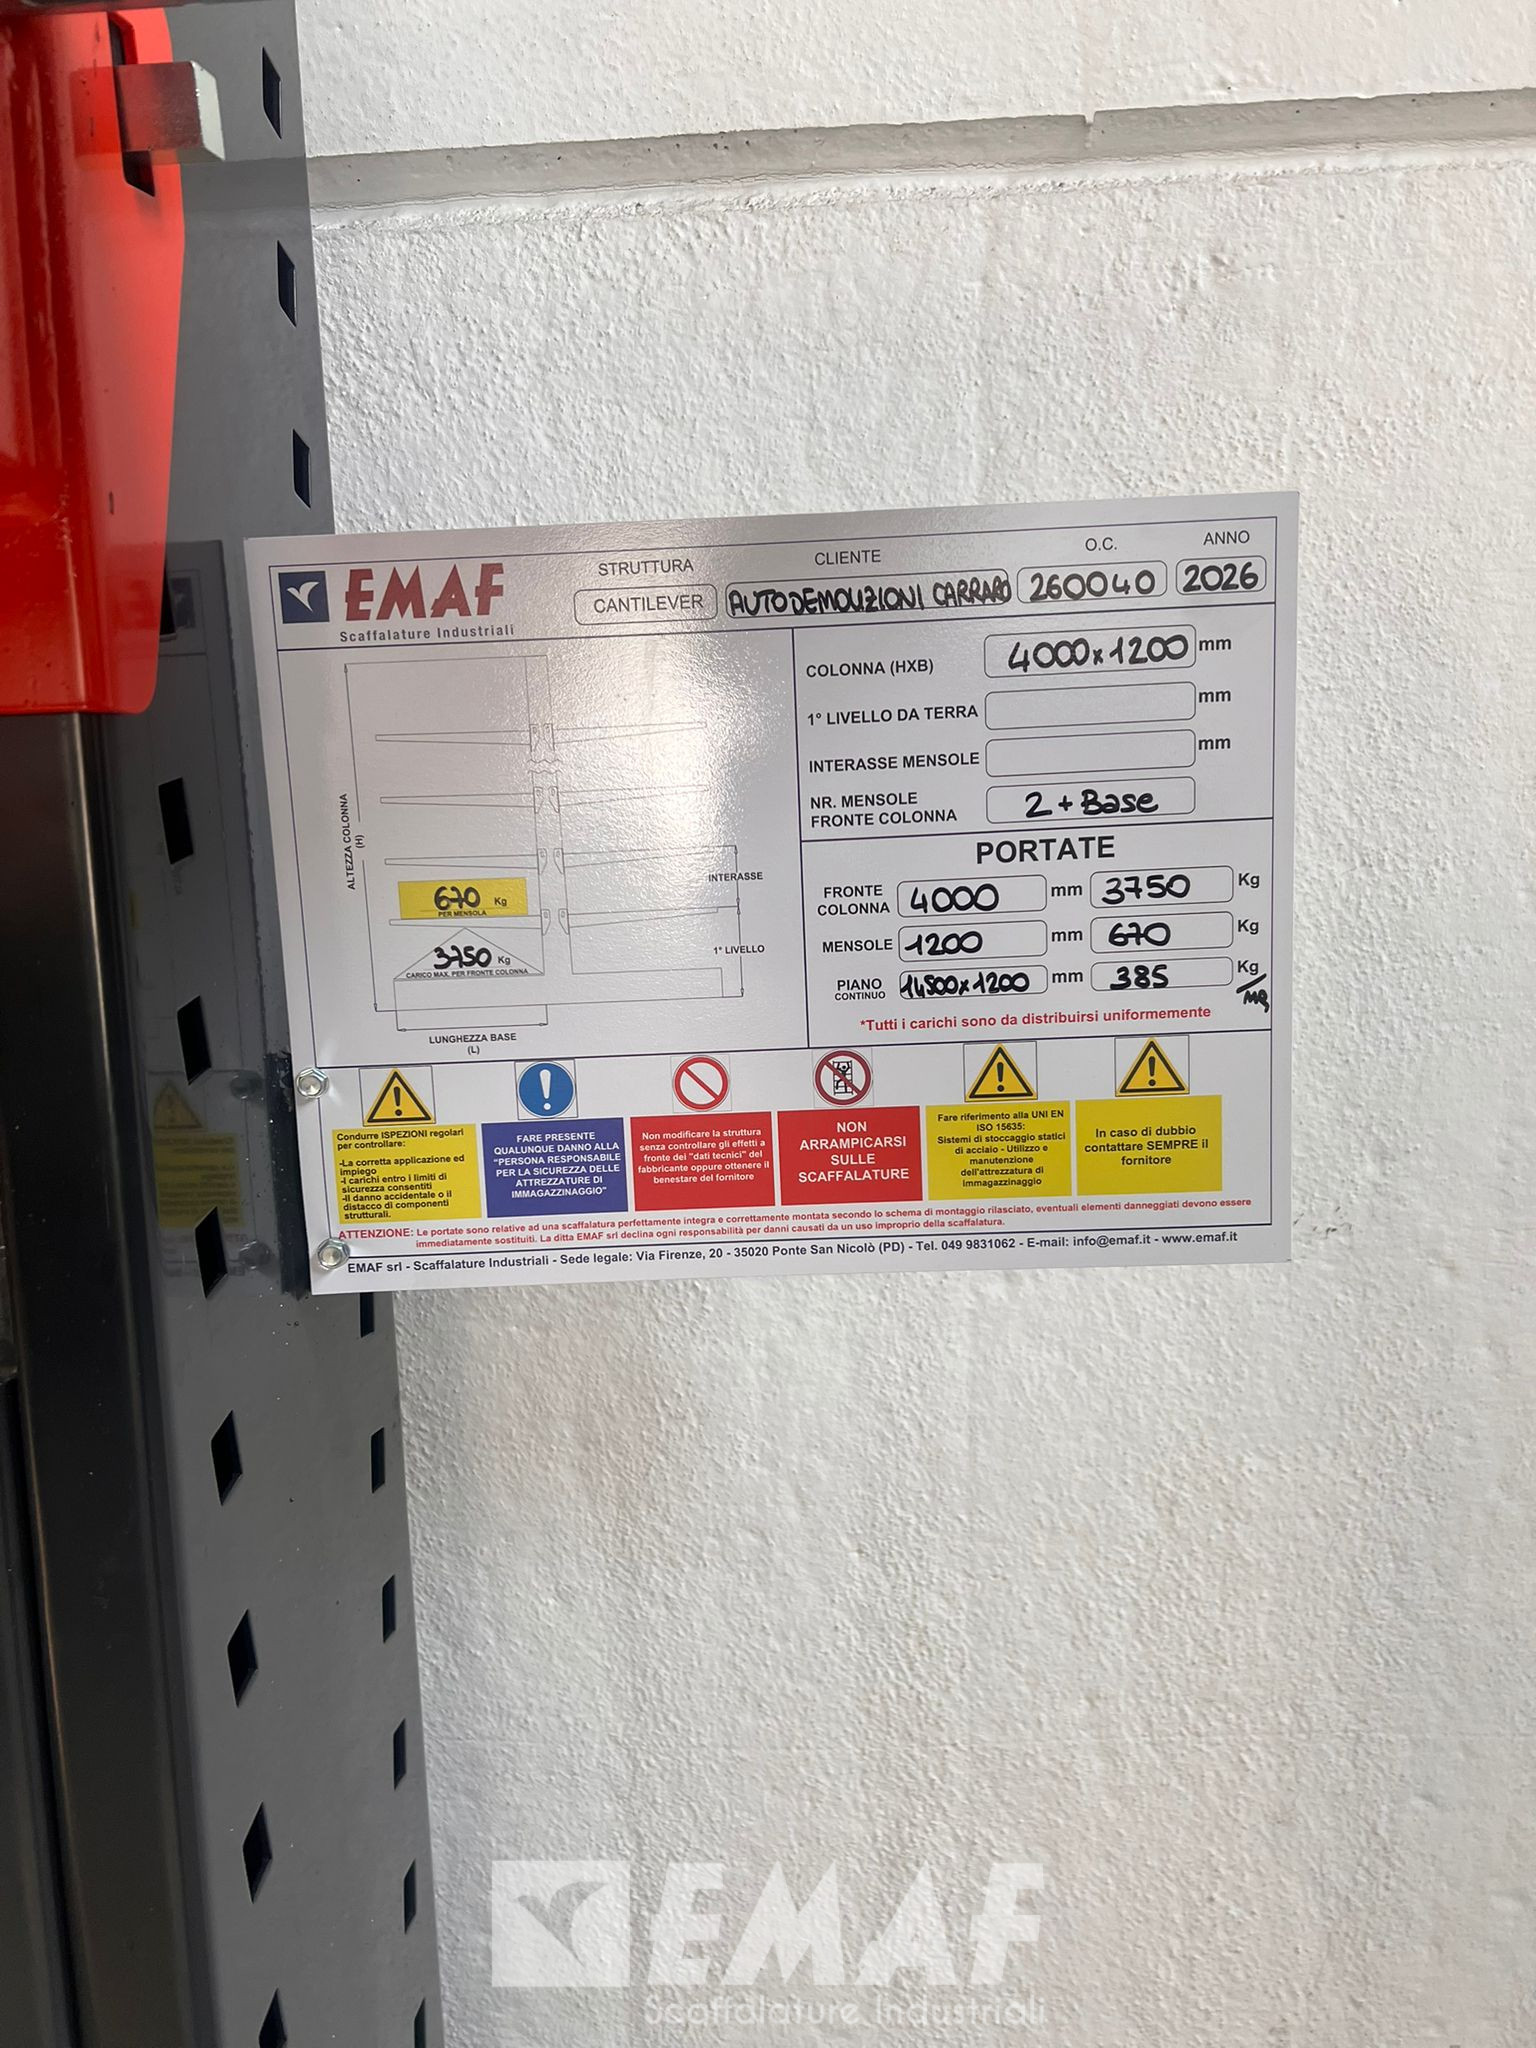 EMAF
Scaffalature Industriali
STRUTTURA
CANTILEVER
CLIENTE
AUTODEMOLIZIONI CARRARO
O.C.
260040
ANNO
2026
ALTEZZA COLONNA
(H)
670 Kg
PER MENSOLA
3750 Kg
CARICO MAX. PER FRONTE COLONNA
INTERASSE
1° LIVELLO
LUNGHEZZA BASE
(L)
COLONNA (HXB) 4000x1200 mm
1° LIVELLO DA TERRA mm
INTERASSE MENSOLE mm
NR. MENSOLE
FRONTE COLONNA 2 + Base
PORTATE
FRONTE
COLONNA 4000 mm 3750 Kg
MENSOLE 1200 mm 670 Kg
PIANO
CONTINUO 14500x1200 mm 385 Kg/MQ
*Tutti i carichi sono da distribuirsi uniformemente
Condurre ISPEZIONI regolari
per controllare:
-La corretta applicazione ed
impiego
-I carichi entro i limiti di
sicurezza consentiti
-Il danno accidentale o il
distacco di componenti
strutturali.
FARE PRESENTE
QUALUNQUE DANNO ALLA
"PERSONA RESPONSABILE
PER LA SICUREZZA DELLE
ATTREZZATURE DI
IMMAGAZZINAGGIO"
Non modificare la struttura
senza controllare gli effetti a
fronte dei "dati tecnici" del
fabbricante oppure ottenere il
benestare del fornitore
NON
ARRAMPICARSI
SULLE
SCAFFALATURE
Fare riferimento alla UNI EN
ISO 15635:
Sistemi di stoccaggio statici
di acciaio - Utilizzo e
manutenzione
dell'attrezzatura di
Immagazzinaggio
In caso di dubbio
contattare SEMPRE il
fornitore
ATTENZIONE: Le portate sono relative ad una scaffalatura perfettamente integra e correttamente montata secondo lo schema di montaggio rilasciato, eventuali elementi danneggiati devono essere
immediatamente sostituiti. La ditta EMAF srl declina ogni responsabilità per danni causati da un uso improprio della scaffalatura.
EMAF srl - Scaffalature Industriali - Sede legale: Via Firenze, 20 - 35020 Ponte San Nicolò (PD) - Tel. 049 9831062 - E-mail: info@emaf.it - www.emaf.it
EMAF
Scaffalature Industriali